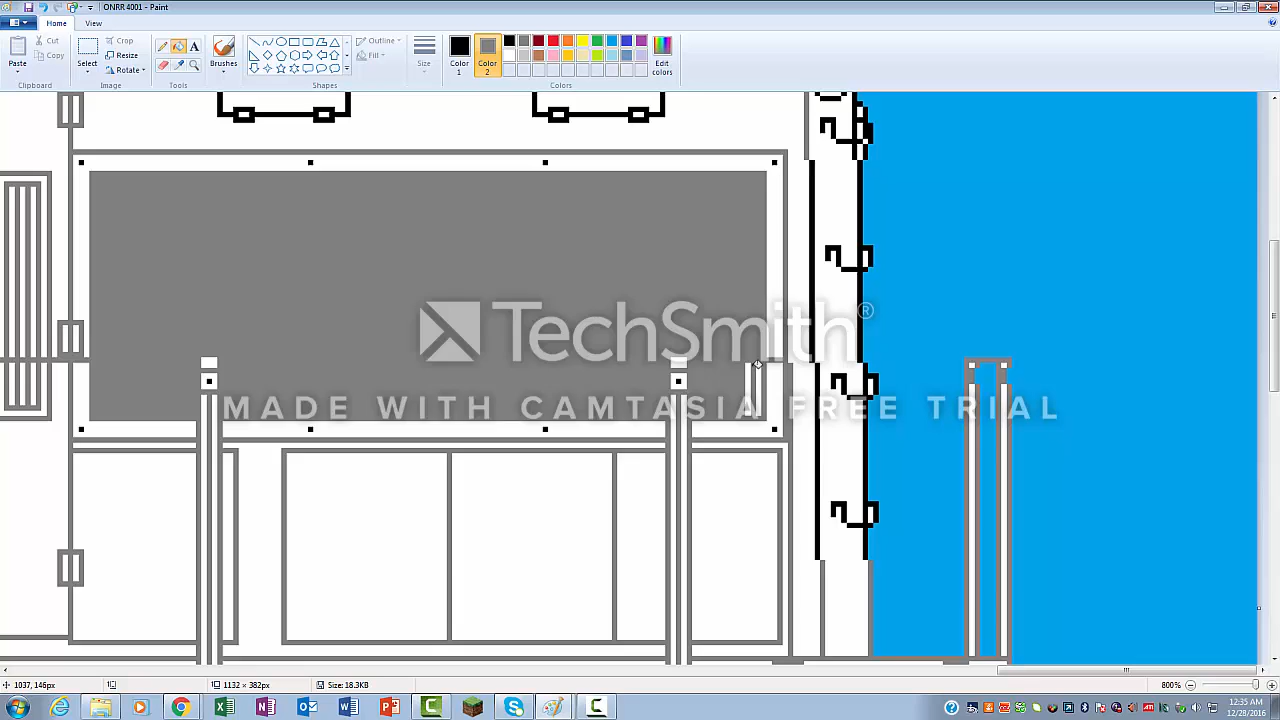 ONRR 4001 - Paint
Home View
Paste
Cut
Copy
Clipboard
Select
Crop
Resize
Rotate
Image
A
Tools
Brushes
Outline
Fill
Shapes
Size
Color 1
Color 2
Edit colors
Colors
TechSmith®
MADE WITH CAMTASIA FREE TRIAL
1037, 146px
1132 × 382px
Size: 18.3KB
800%
12:35 AM
12/28/2016